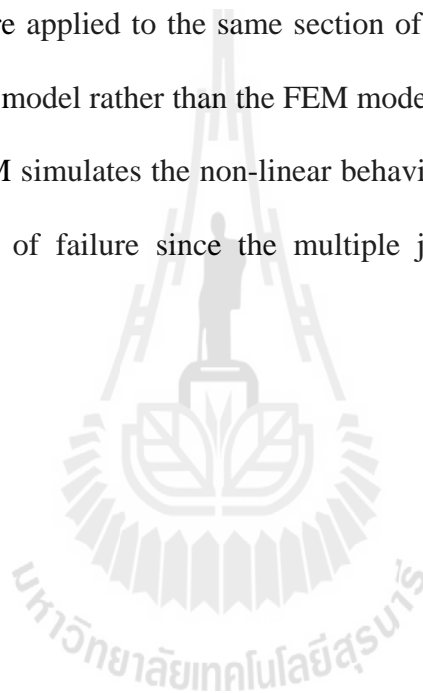 re applied to the same section of
model rather than the FEM mode
M simulates the non-linear behavi
of failure since the multiple j
มหาวิทยาลัยเทคโนโลยีสุรนารี